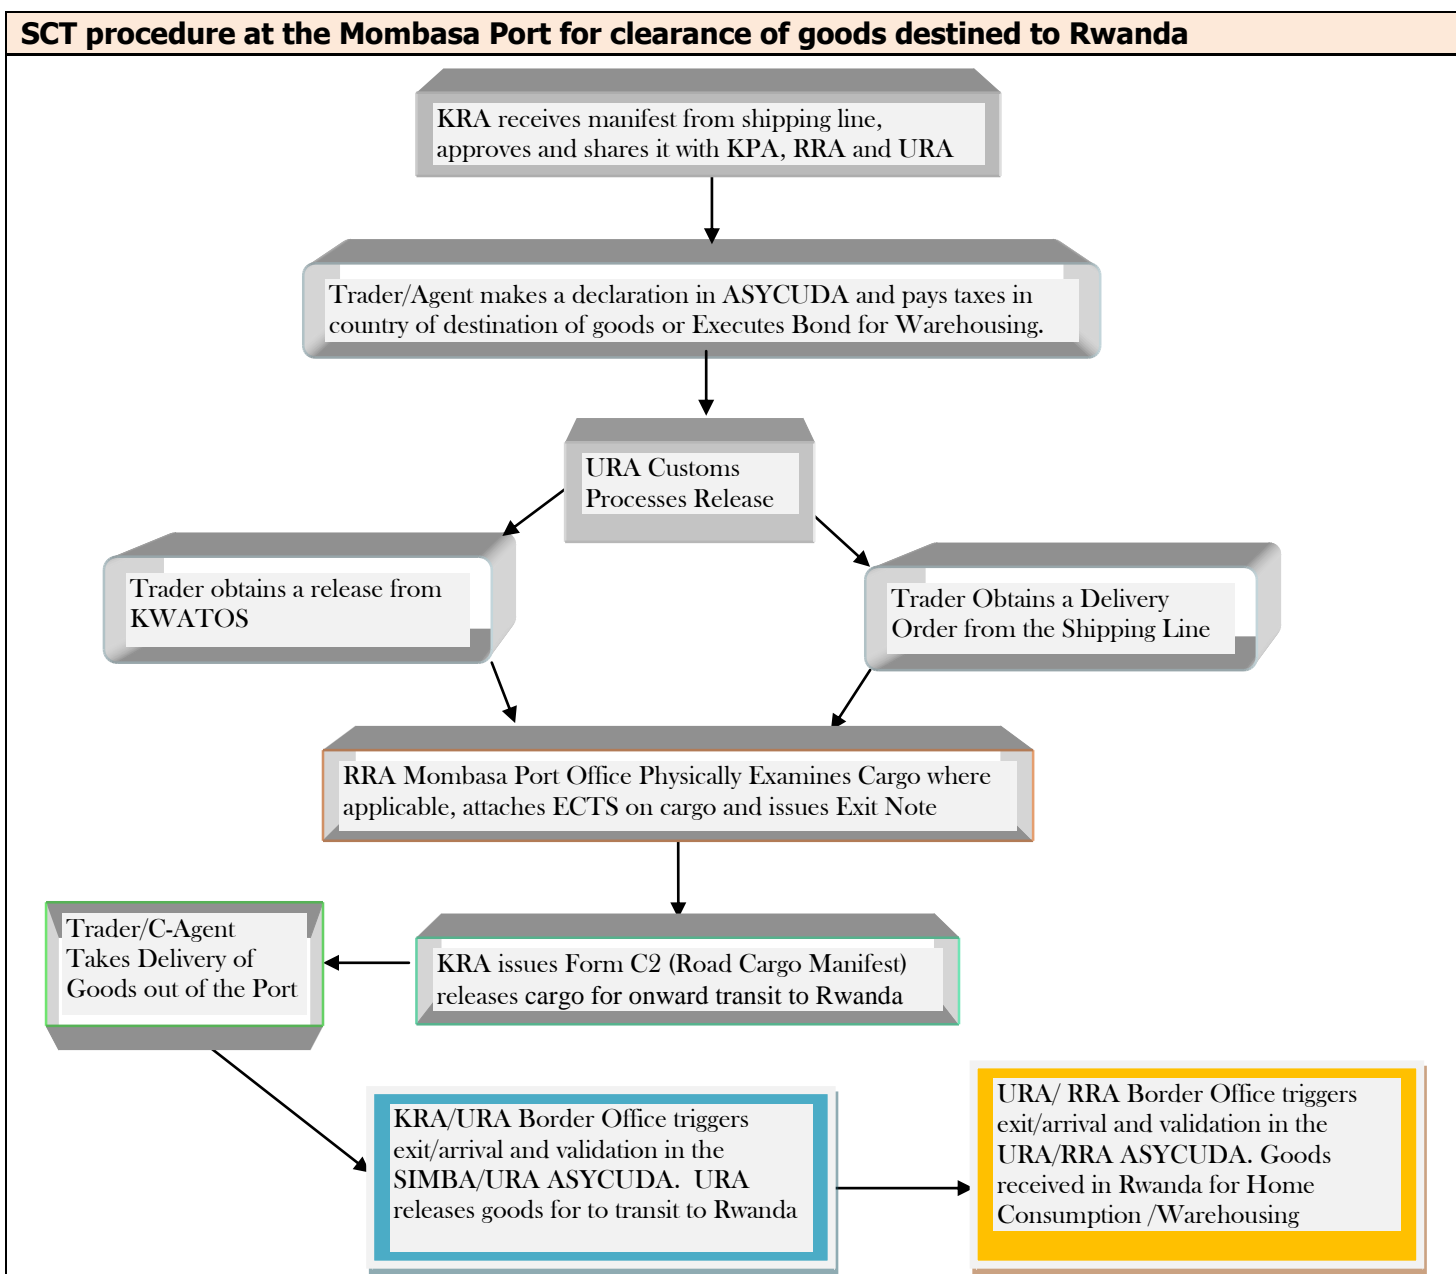 SCT procedure at the Mombasa Port for clearance of goods destined to Rwanda
KRA receives manifest from shipping line,
approves and shares it with KPA, RRA and URA
Trader/Agent makes a declaration in ASYCUDA and pays taxes in
country of destination of goods or Executes Bond for Warehousing.
URA Customs
Processes Release
Trader obtains a release from
KWATOS
Trader Obtains a Delivery
Order from the Shipping Line
RRA Mombasa Port Office Physically Examines Cargo where
applicable, attaches ECTS on cargo and issues Exit Note
KRA issues Form C2 (Road Cargo Manifest)
releases cargo for onward transit to Rwanda
Trader/C-Agent
Takes Delivery of
Goods out of the Port
KRA/URA Border Office triggers
exit/arrival and validation in the
SIMBA/URA ASYCUDA.  URA
releases goods for to transit to Rwanda
URA/ RRA Border Office triggers
exit/arrival and validation in the
URA/RRA ASYCUDA. Goods
received in Rwanda for Home
Consumption /Warehousing